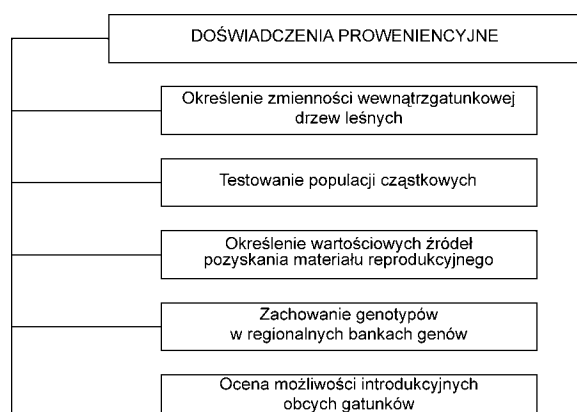 DOŚWIADCZENIA PROWENIENCYJNE
Określenie zmienności wewnątrzgatunkowej
drzew leśnych
Testowanie populacji cząstkowych
Określenie wartościowych źródeł
pozyskania materiału reprodukcyjnego
Zachowanie genotypów
w regionalnych bankach genów
Ocena możliwości introdukcyjnych
obcych gatunków